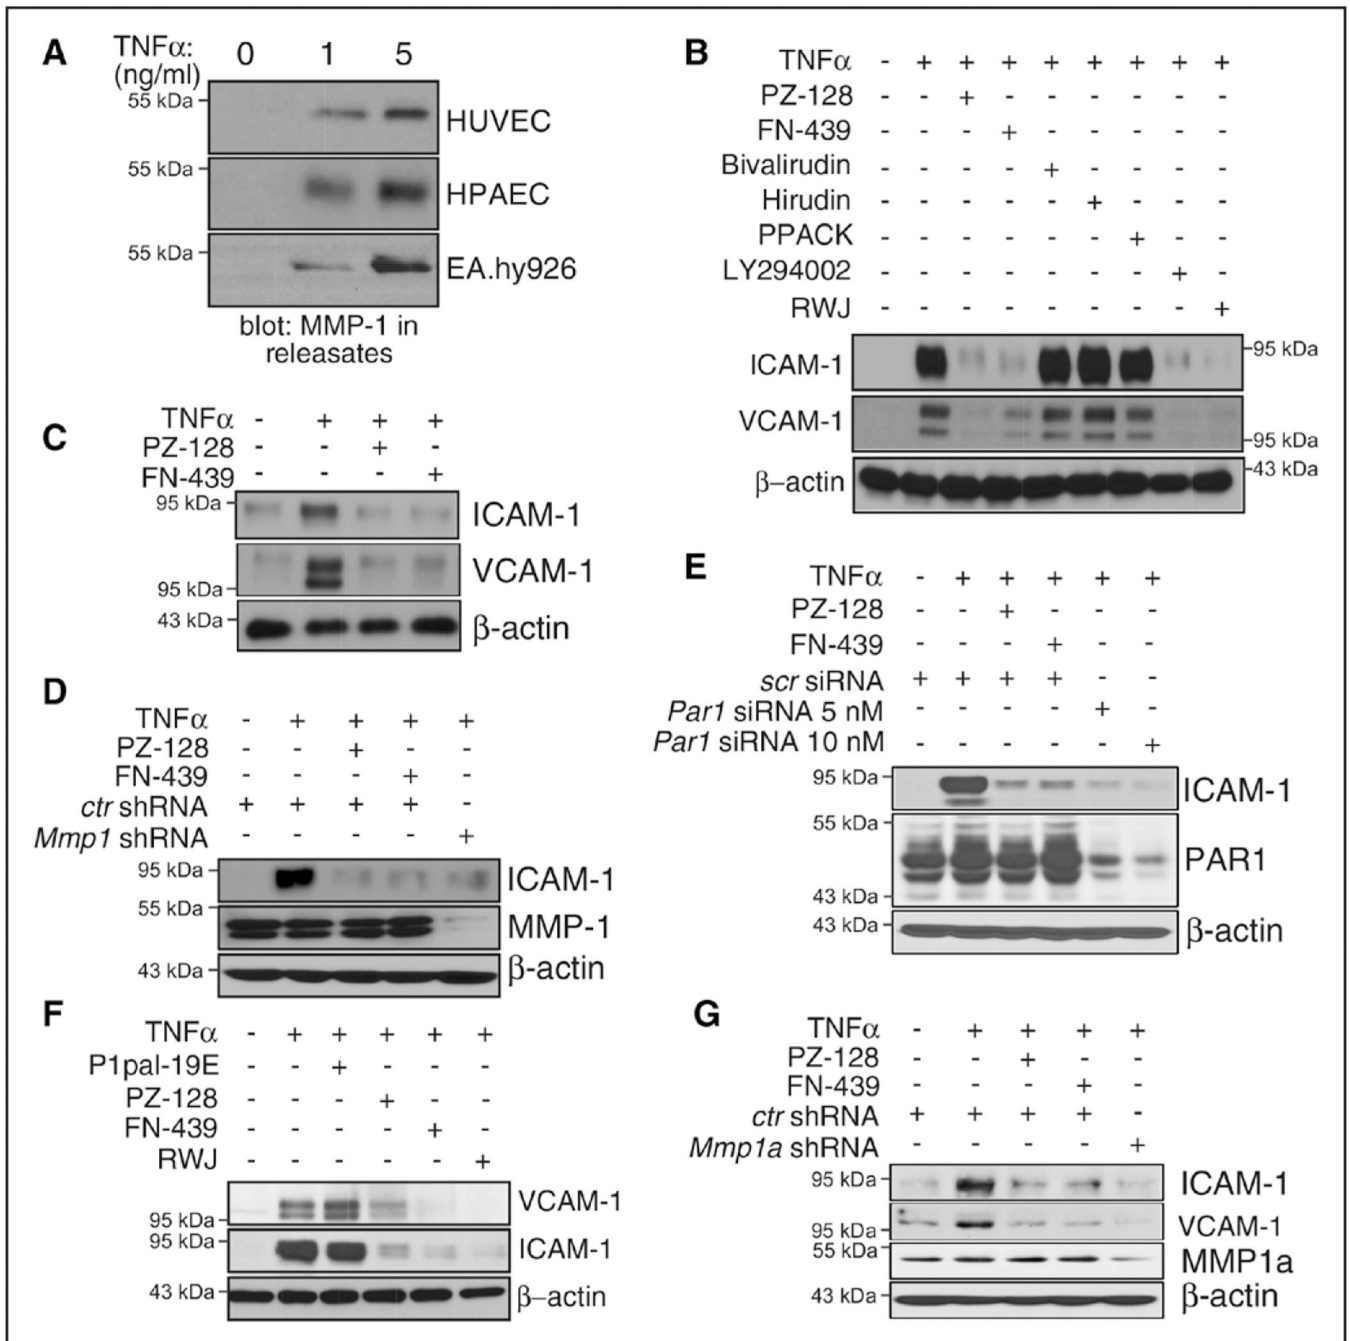 A
TNFα: 0 1 5
(ng/ml)
55 kDa
HUVEC
55 kDa
HPAEC
55 kDa
EA.hy926
blot: MMP-1 in
releasates
B
TNFα - + + + + + + + +
PZ-128 - - + - - - - - -
FN-439 - - - + - - - - -
Bivalirudin - - - - + - - - -
Hirudin - - - - - + - - -
PPACK - - - - - - + - -
LY294002 - - - - - - - + -
RWJ - - - - - - - - +
ICAM-1 95 kDa
VCAM-1 95 kDa
β–actin 43 kDa
C
TNFα - + + +
PZ-128 - - + -
FN-439 - - - +
95 kDa ICAM-1
95 kDa VCAM-1
43 kDa β-actin
D
TNFα - + + + +
PZ-128 - - + - -
FN-439 - - - + -
ctr shRNA + + + + -
Mmp1 shRNA - - - - +
95 kDa ICAM-1
55 kDa MMP-1
43 kDa β-actin
E
TNFα - + + + + +
PZ-128 - - + - - -
FN-439 - - - + - -
scr siRNA + + + + - -
Par1 siRNA 5 nM - - - - + -
Par1 siRNA 10 nM - - - - - +
95 kDa ICAM-1
55 kDa
PAR1
43 kDa
43 kDa β-actin
F
TNFα - + + + + +
P1pal-19E - - + - - -
PZ-128 - - - + - -
FN-439 - - - - + -
RWJ - - - - - +
VCAM-1
95 kDa
95 kDa ICAM-1
43 kDa β–actin
G
TNFα - + + + +
PZ-128 - - + - -
FN-439 - - - + -
ctr shRNA + + + + -
Mmp1a shRNA - - - - +
95 kDa ICAM-1
95 kDa VCAM-1
55 kDa MMP1a
43 kDa β-actin